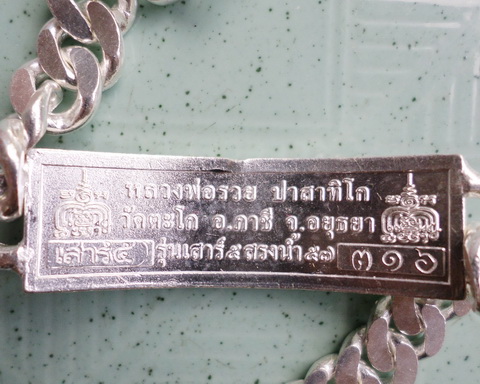 หลวงพ่อรวย ปาสาทิโก
วัดตะโก อ.ภาชี จ.อยุธยา
เสาร์๕ รุ่นเสาร์๕สรงน้ำ๕๗ ๓๑๖